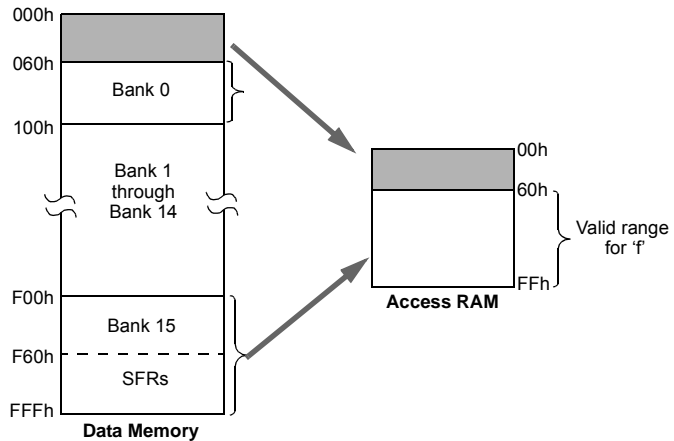 000h
060h
Bank 0
100h
Bank 1
through
Bank 14
F00h
Bank 15
F60h
SFRs
FFFh
Data Memory
00h
60h
Valid range
for ‘f’
FFh
Access RAM